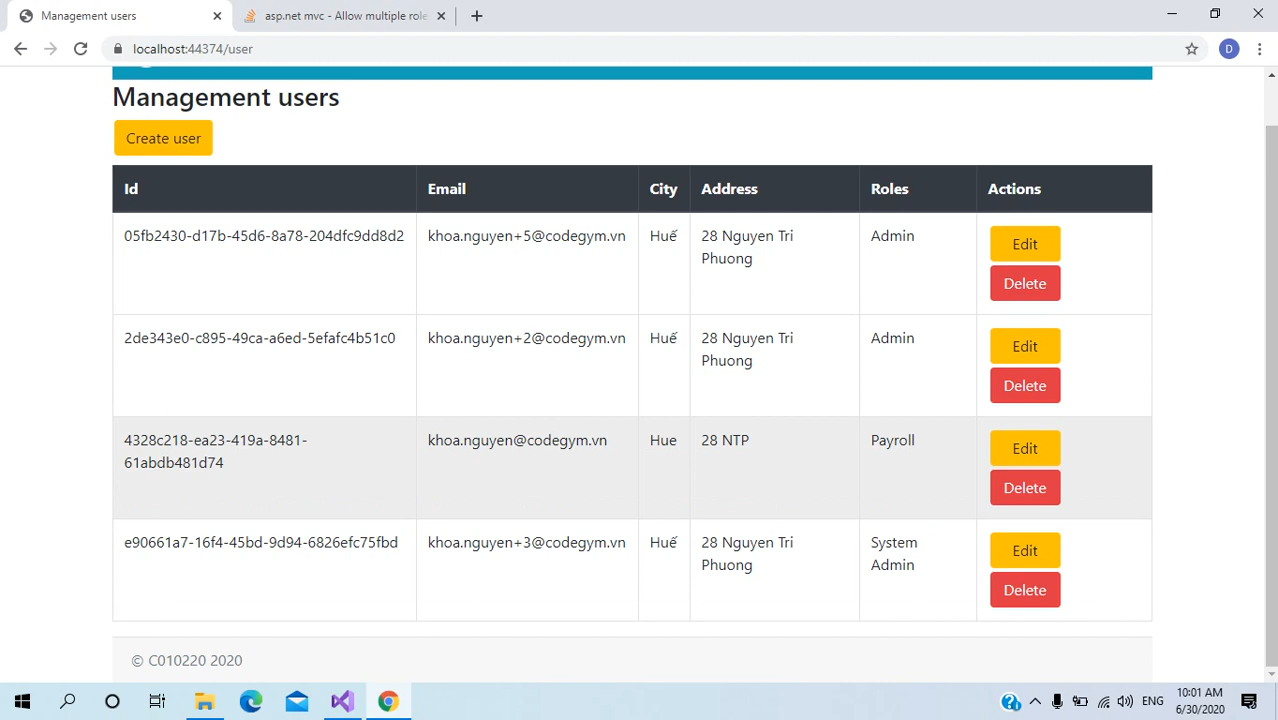 Management users
asp.net mvc - Allow multiple role
localhost:44374/user
D
Management users
Create user
Id Email City Address Roles Actions
05fb2430-d17b-45d6-8a78-204dfc9dd8d2 khoa.nguyen+5@codegym.vn Huế 28 Nguyen Tri Admin Edit
Phuong
Delete
2de343e0-c895-49ca-a6ed-5efafc4b51c0 khoa.nguyen+2@codegym.vn Huế 28 Nguyen Tri Admin Edit
Phuong
Delete
4328c218-ea23-419a-8481- khoa.nguyen@codegym.vn Hue 28 NTP Payroll Edit
61abdb481d74
Delete
e90661a7-16f4-45bd-9d94-6826efc75fbd khoa.nguyen+3@codegym.vn Huế 28 Nguyen Tri System Edit
Phuong Admin
Delete
© C010220 2020
ENG
10:01 AM
6/30/2020